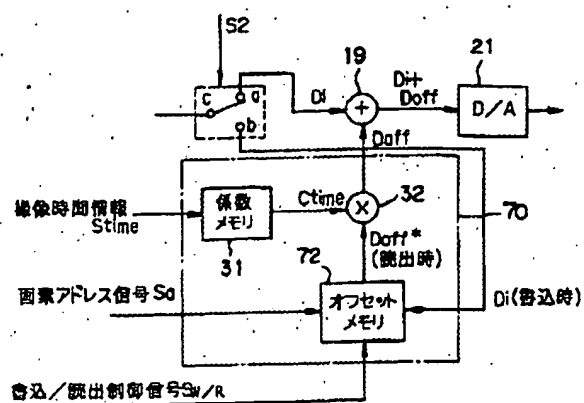 S2
19
21
c
a
b
Di
+
Di+
Doff
D/A
Daff
撮像時間情報
Stime
係数
メモリ
31
Ctime
×
32
70
Daff*
(読出時)
72
画素アドレス信号Sa
オフセット
メモリ
Di(書込時)
書込/読出制御信号SW/R